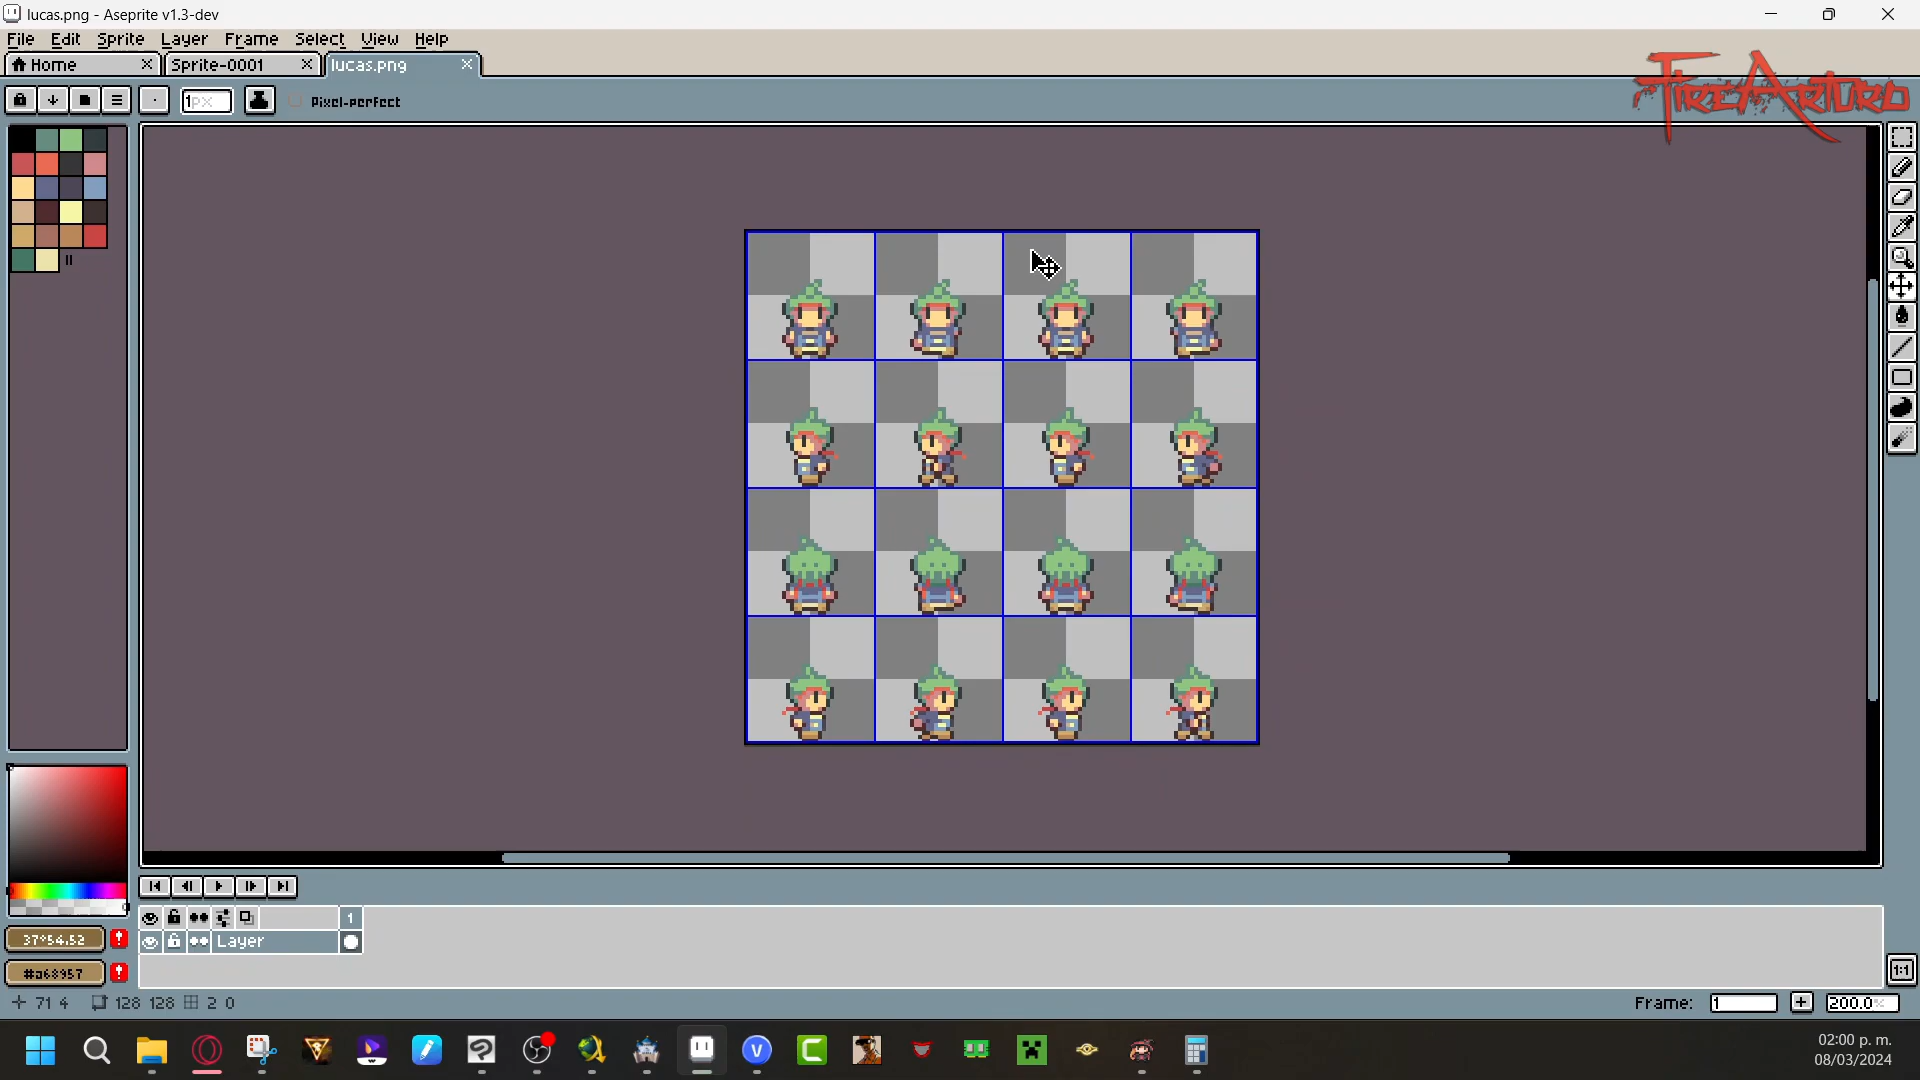 lucas.png - Aseprite v1.3-dev
File Edit Sprite Layer Frame Select View Help
Home Sprite-0001 lucas.png
FireArturo
1px Pixel-perfect
37°54.52
#a68957
1
Layer
1:1
71 4 128 128 2 0
Frame: 1 200.0%
02:00 p. m.
08/03/2024